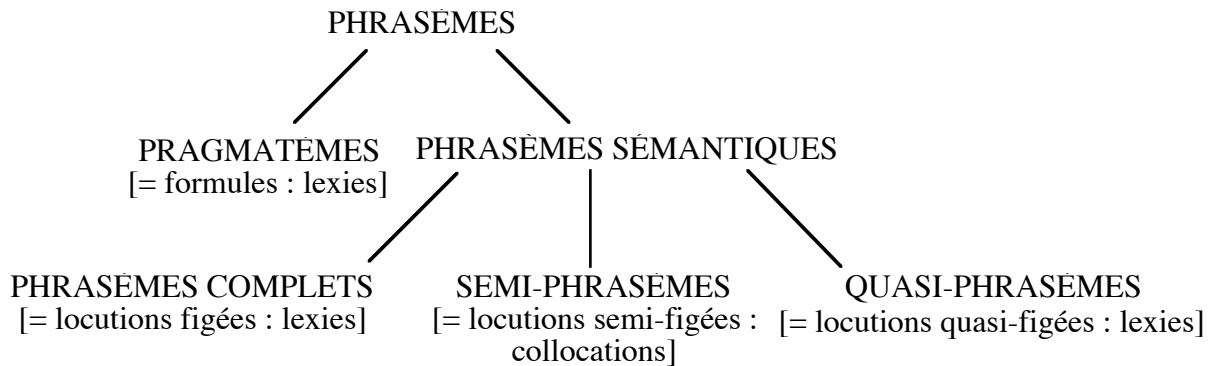 PHRASÈMES
PRAGMATÈMES PHRASÈMES SÉMANTIQUES
[= formules : lexies]
PHRASÈMES COMPLETS SEMI-PHRASÈMES QUASI-PHRASÈMES
[= locutions figées : lexies] [= locutions semi-figées : [= locutions quasi-figées : lexies]
collocations]